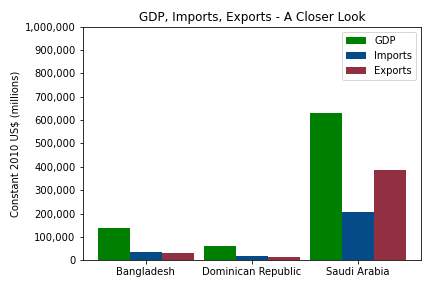 GDP, Imports, Exports - A Closer Look
Constant 2010 US$ (millions)
1,000,000
900,000
800,000
700,000
600,000
500,000
400,000
300,000
200,000
100,000
0
GDP
Imports
Exports
Bangladesh
Dominican Republic
Saudi Arabia